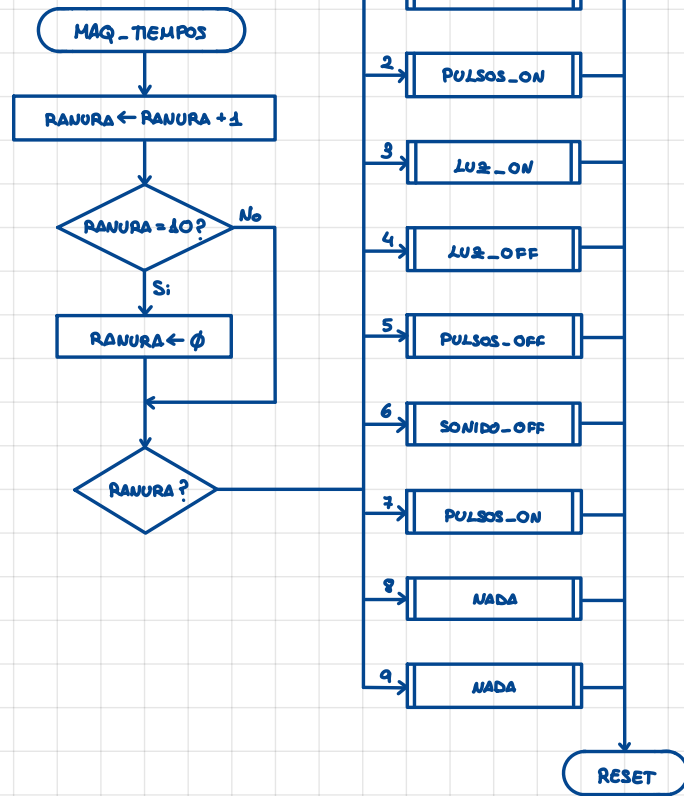 MAQ_TIEMPOS
RANURA ← RANURA +1
RANURA = 10?
No
Si
RANURA ← ϕ
RANURA?
2
PULSOS_ON
3
LUZ_ON
4
LUZ_OFF
5
PULSOS_OFF
6
SONIDO_OFF
7
PULSOS_ON
8
NADA
9
NADA
RESET